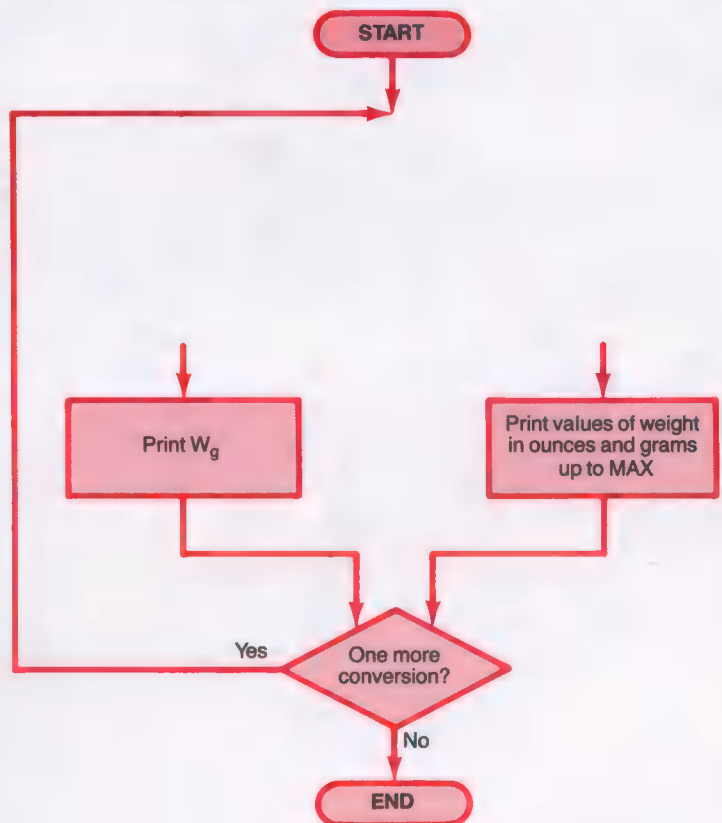 START
Print Wg
Print values of weight
in ounces and grams
up to MAX
Yes
One more
conversion?
No
END